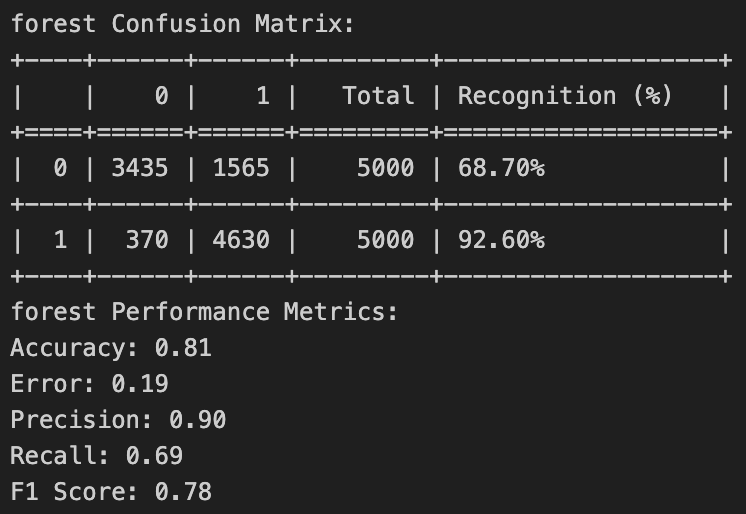 forest Confusion Matrix:
+----+------+------+---------+-------------------+
|    |    0 |    1 |   Total | Recognition (%)   |
+====+======+======+=========+===================+
|  0 | 3435 | 1565 |    5000 | 68.70%            |
+----+------+------+---------+-------------------+
|  1 |  370 | 4630 |    5000 | 92.60%            |
+----+------+------+---------+-------------------+
forest Performance Metrics:
Accuracy: 0.81
Error: 0.19
Precision: 0.90
Recall: 0.69
F1 Score: 0.78